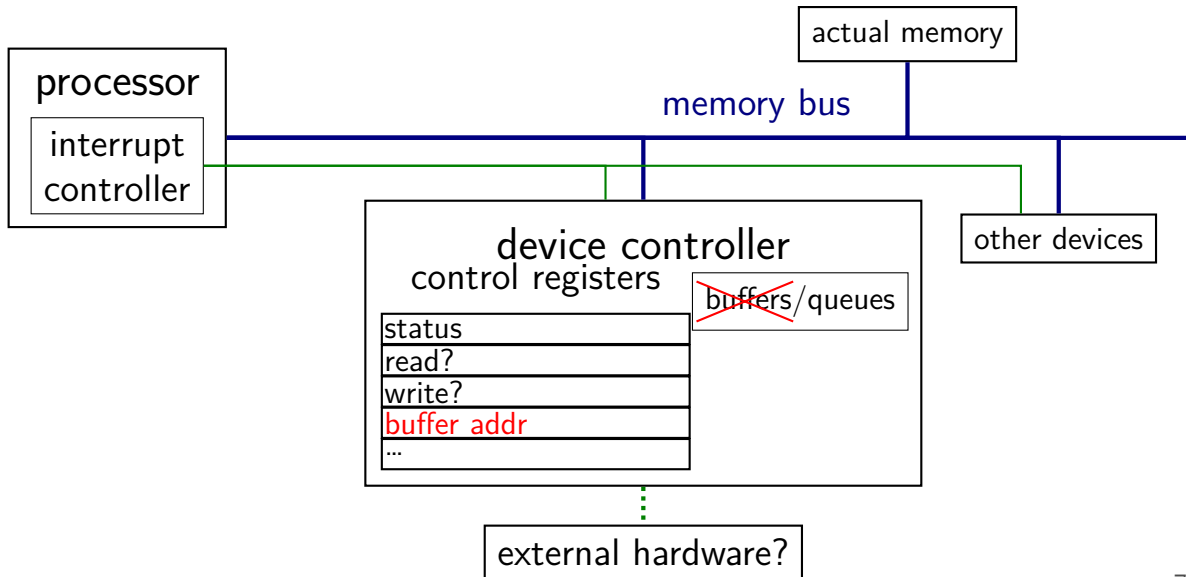 actual memory
processor
memory bus
interrupt
controller
other devices
device controller
control registers
buffers/queues
status
read?
write?
buffer addr
...
external hardware?